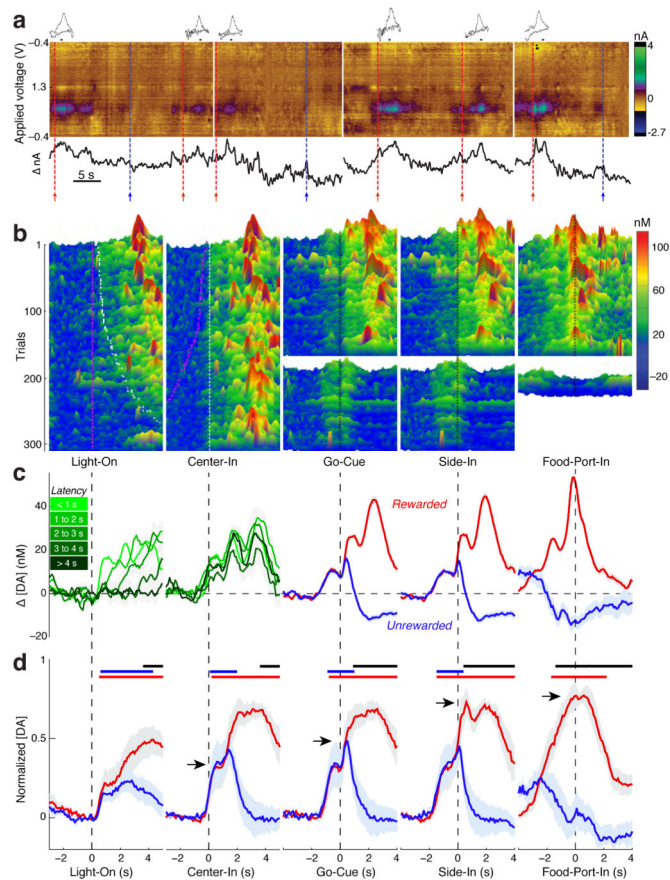 a
nA
4
0
-2.7
Applied voltage (V)
-0.4
1.3
-0.4
Δ nA
5 s
b
nM
100
80
60
40
20
0
−20
Trials
1
100
200
300
Light-On
Center-In
Go-Cue
Side-In
Food-Port-In
c
Latency
< 1 s
1 to 2 s
2 to 3 s
3 to 4 s
> 4 s
Rewarded
Unrewarded
Δ [DA] (nM)
40
20
0
−20
d
Normalized [DA]
1
0.5
0
−2 0 2 4
−2 0 2 4
−2 0 2 4
−2 0 2 4
−2 0 2 4
Light-On (s)
Center-In (s)
Go-Cue (s)
Side-In (s)
Food-Port-In (s)